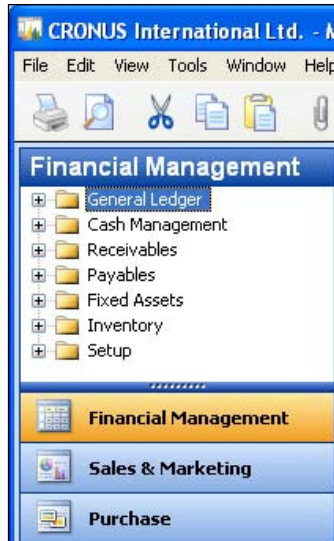 CRONUS International Ltd. -
File Edit View Tools Window Help
Financial Management
General Ledger
Cash Management
Receivables
Payables
Fixed Assets
Inventory
Setup
Financial Management
Sales & Marketing
Purchase